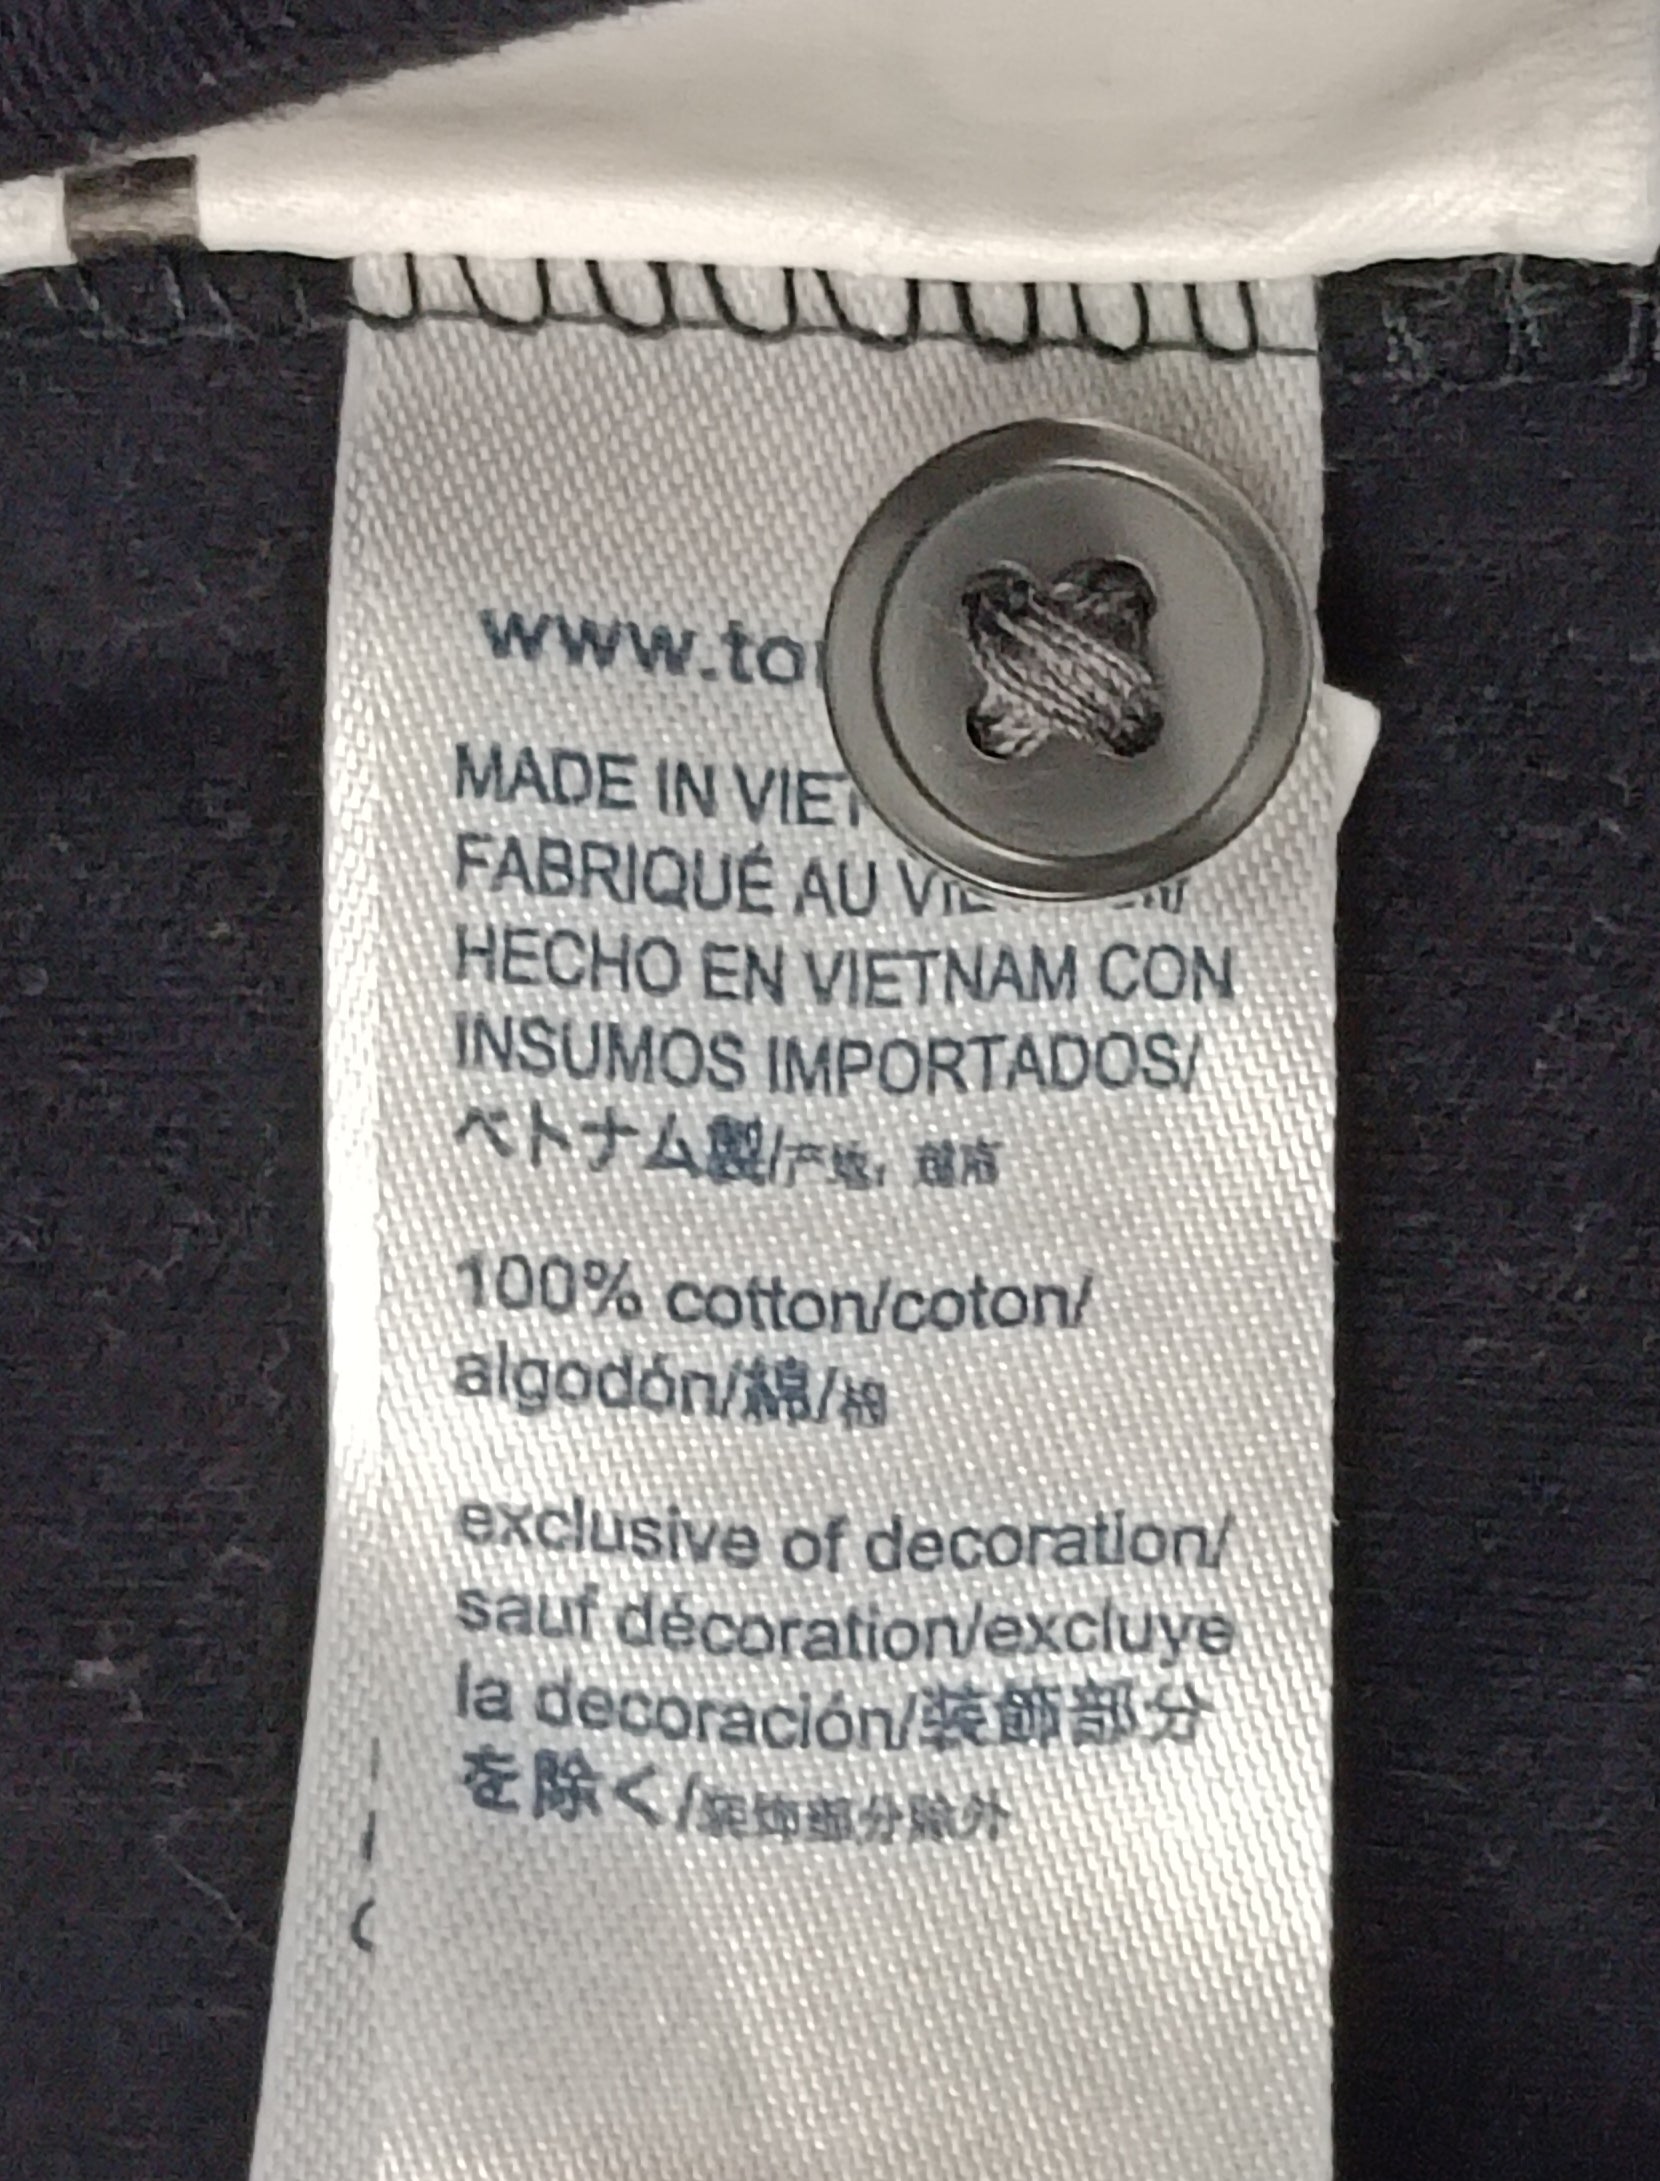 www.to
MADE IN VIET
FABRIQUÉ AU
HECHO EN VIETNAM CON
INSUMOS IMPORTADOS/
ベトナム製/产地: 越南
100% cotton/coton/
algodón/綿/棉
exclusive of decoration/
sauf décoration/excluye
la decoración/装飾部分
を除く/装饰部分除外